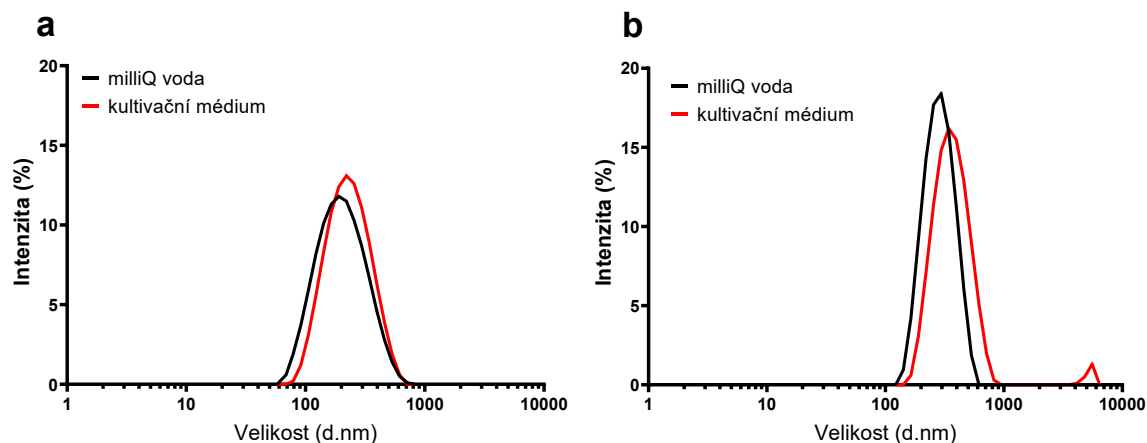 a
20
15
10
5
0
Intenzita (%)
milliQ voda
kultivační médium
1
10
100
1000
10000
Velikost (d.nm)
b
20
15
10
5
0
Intenzita (%)
milliQ voda
kultivační médium
1
10
100
1000
10000
Velikost (d.nm)